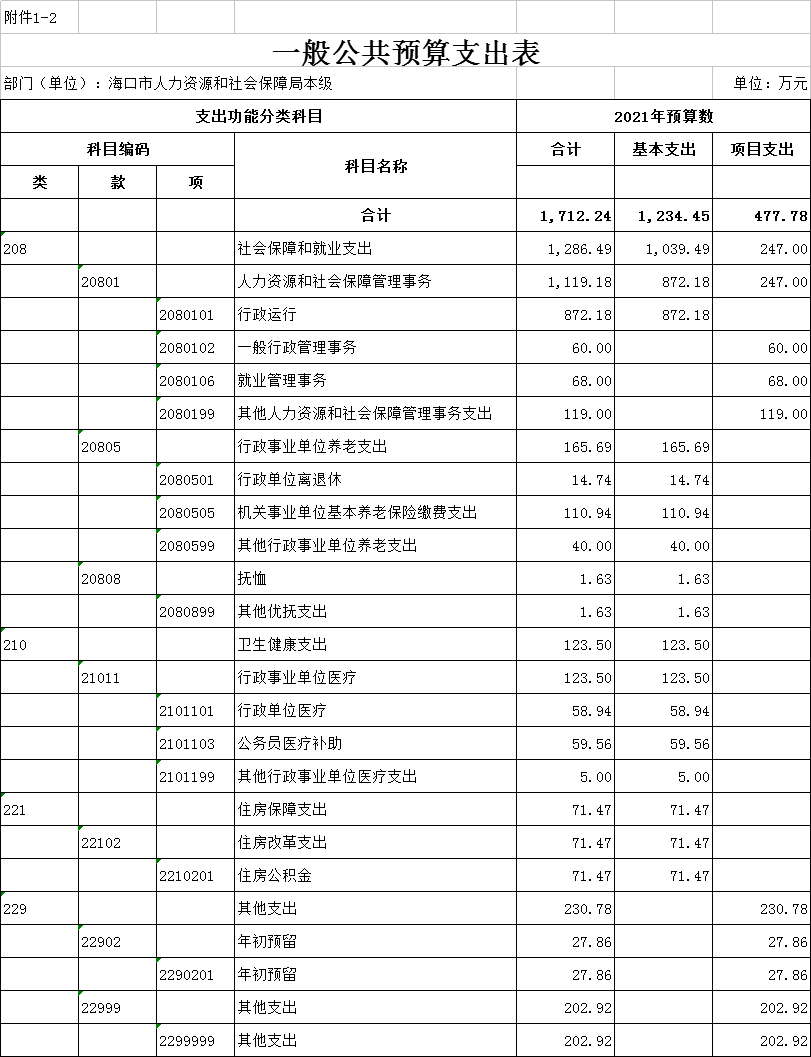 附件1-2
一般公共预算支出表
部门（单位）：海口市人力资源和社会保障局本级 单位：万元
支出功能分类科目 2021年预算数
科目编码 科目名称 合计 基本支出 项目支出
类 款 项
合计 1,712.24 1,234.45 477.78
208 社会保障和就业支出 1,286.49 1,039.49 247.00
20801 人力资源和社会保障管理事务 1,119.18 872.18 247.00
2080101 行政运行 872.18 872.18
2080102 一般行政管理事务 60.00 60.00
2080106 就业管理事务 68.00 68.00
2080199 其他人力资源和社会保障管理事务支出 119.00 119.00
20805 行政事业单位养老支出 165.69 165.69
2080501 行政单位离退休 14.74 14.74
2080505 机关事业单位基本养老保险缴费支出 110.94 110.94
2080599 其他行政事业单位养老支出 40.00 40.00
20808 抚恤 1.63 1.63
2080899 其他优抚支出 1.63 1.63
210 卫生健康支出 123.50 123.50
21011 行政事业单位医疗 123.50 123.50
2101101 行政单位医疗 58.94 58.94
2101103 公务员医疗补助 59.56 59.56
2101199 其他行政事业单位医疗支出 5.00 5.00
221 住房保障支出 71.47 71.47
22102 住房改革支出 71.47 71.47
2210201 住房公积金 71.47 71.47
229 其他支出 230.78 230.78
22902 年初预留 27.86 27.86
2290201 年初预留 27.86 27.86
22999 其他支出 202.92 202.92
2299999 其他支出 202.92 202.92